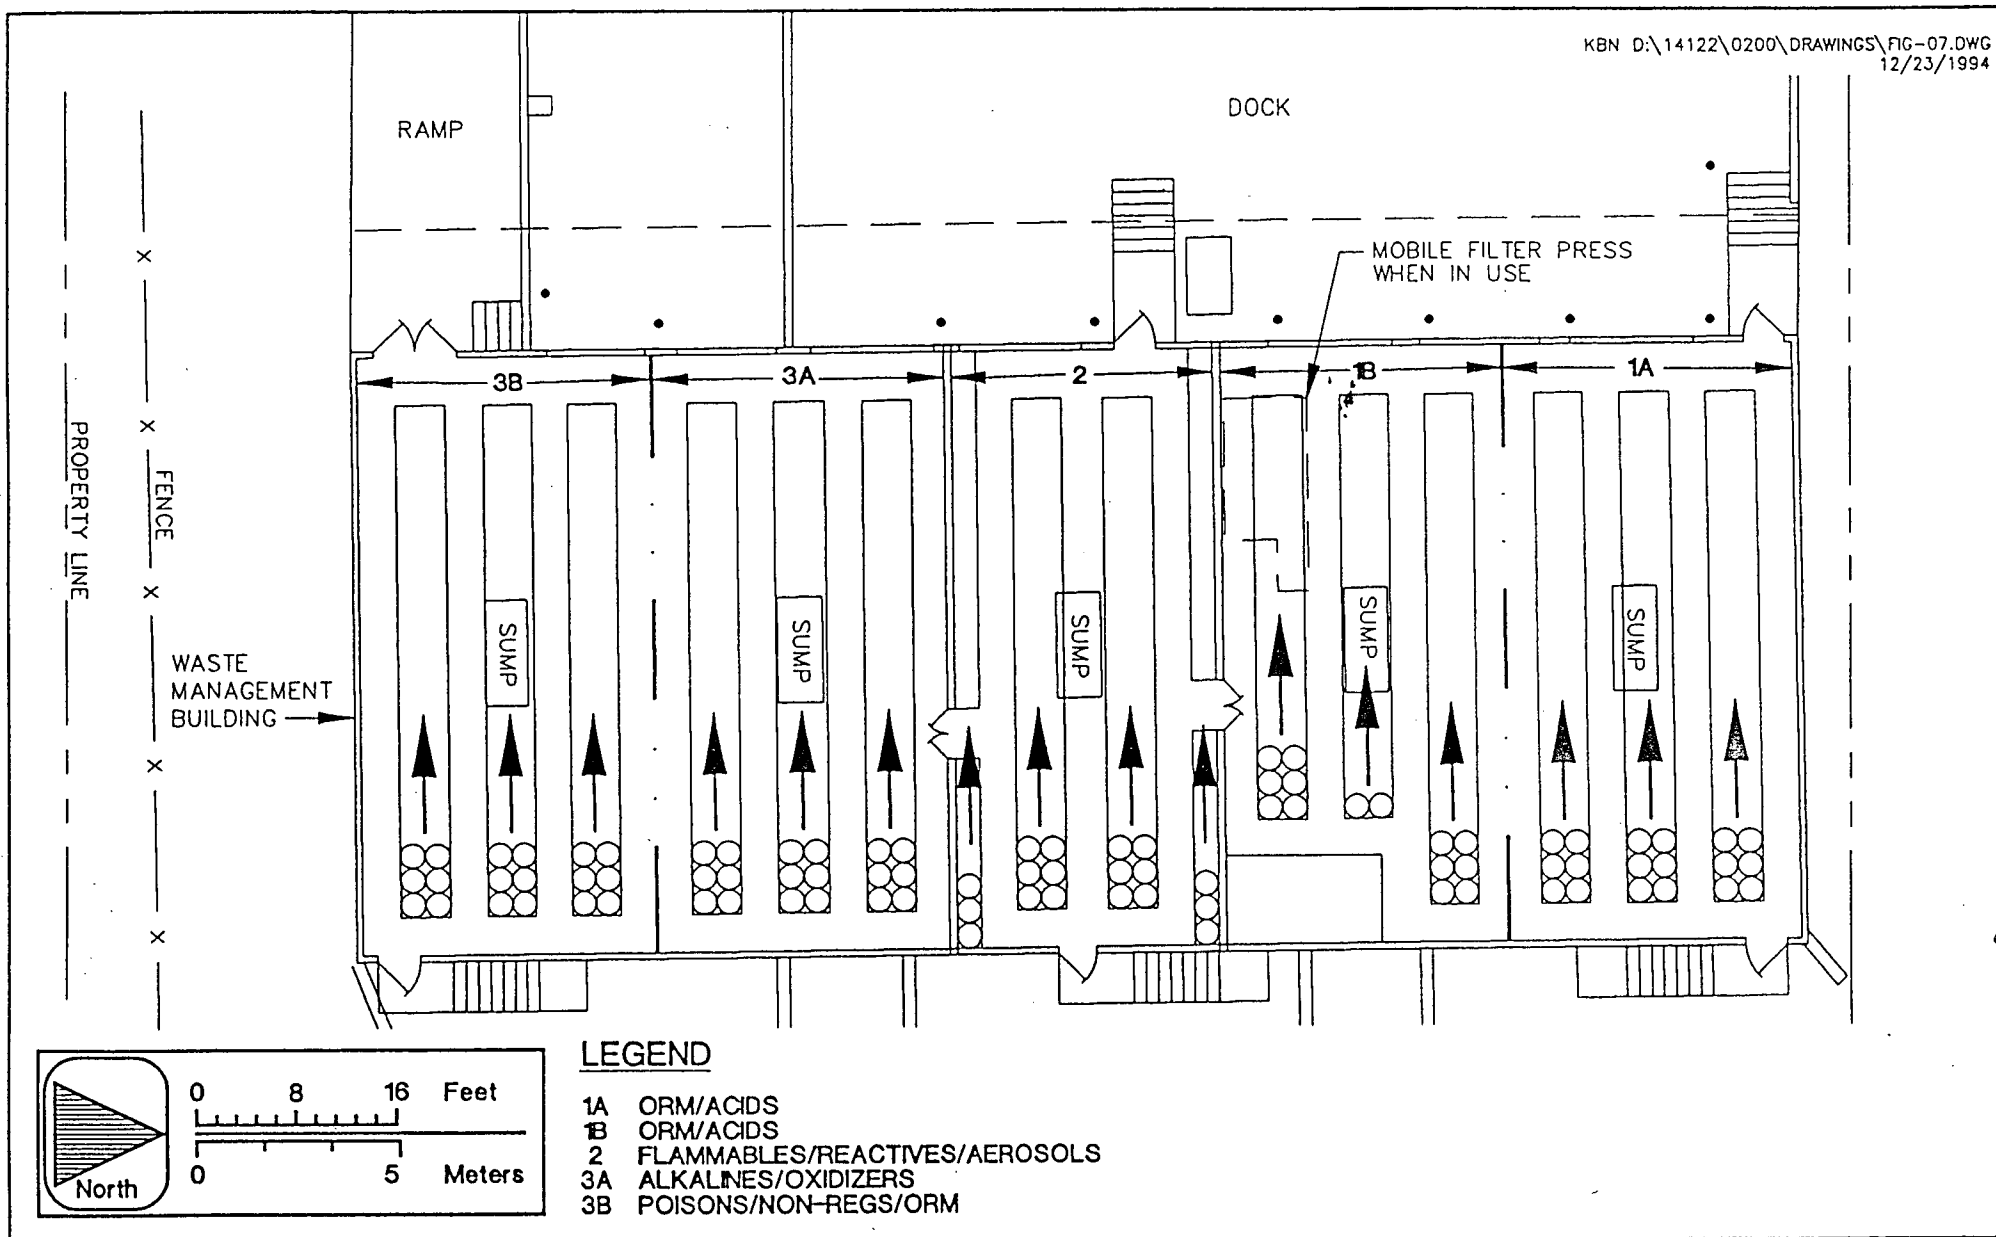 KBN D:\14122\0200\DRAWINGS\FIG-07.DWG
12/23/1994
RAMP
DOCK
MOBILE FILTER PRESS
WHEN IN USE
3B
3A
2
1B
1A
PROPERTY LINE
FENCE
X
X
X
X
X
SUMP
SUMP
SUMP
SUMP
SUMP
WASTE
MANAGEMENT
BUILDING
North
0 8 16 Feet
0 5 Meters
LEGEND
1A ORM/ACIDS
1B ORM/ACIDS
2 FLAMMABLES/REACTIVES/AEROSOLS
3A ALKALINES/OXIDIZERS
3B POISONS/NON-REGS/ORM